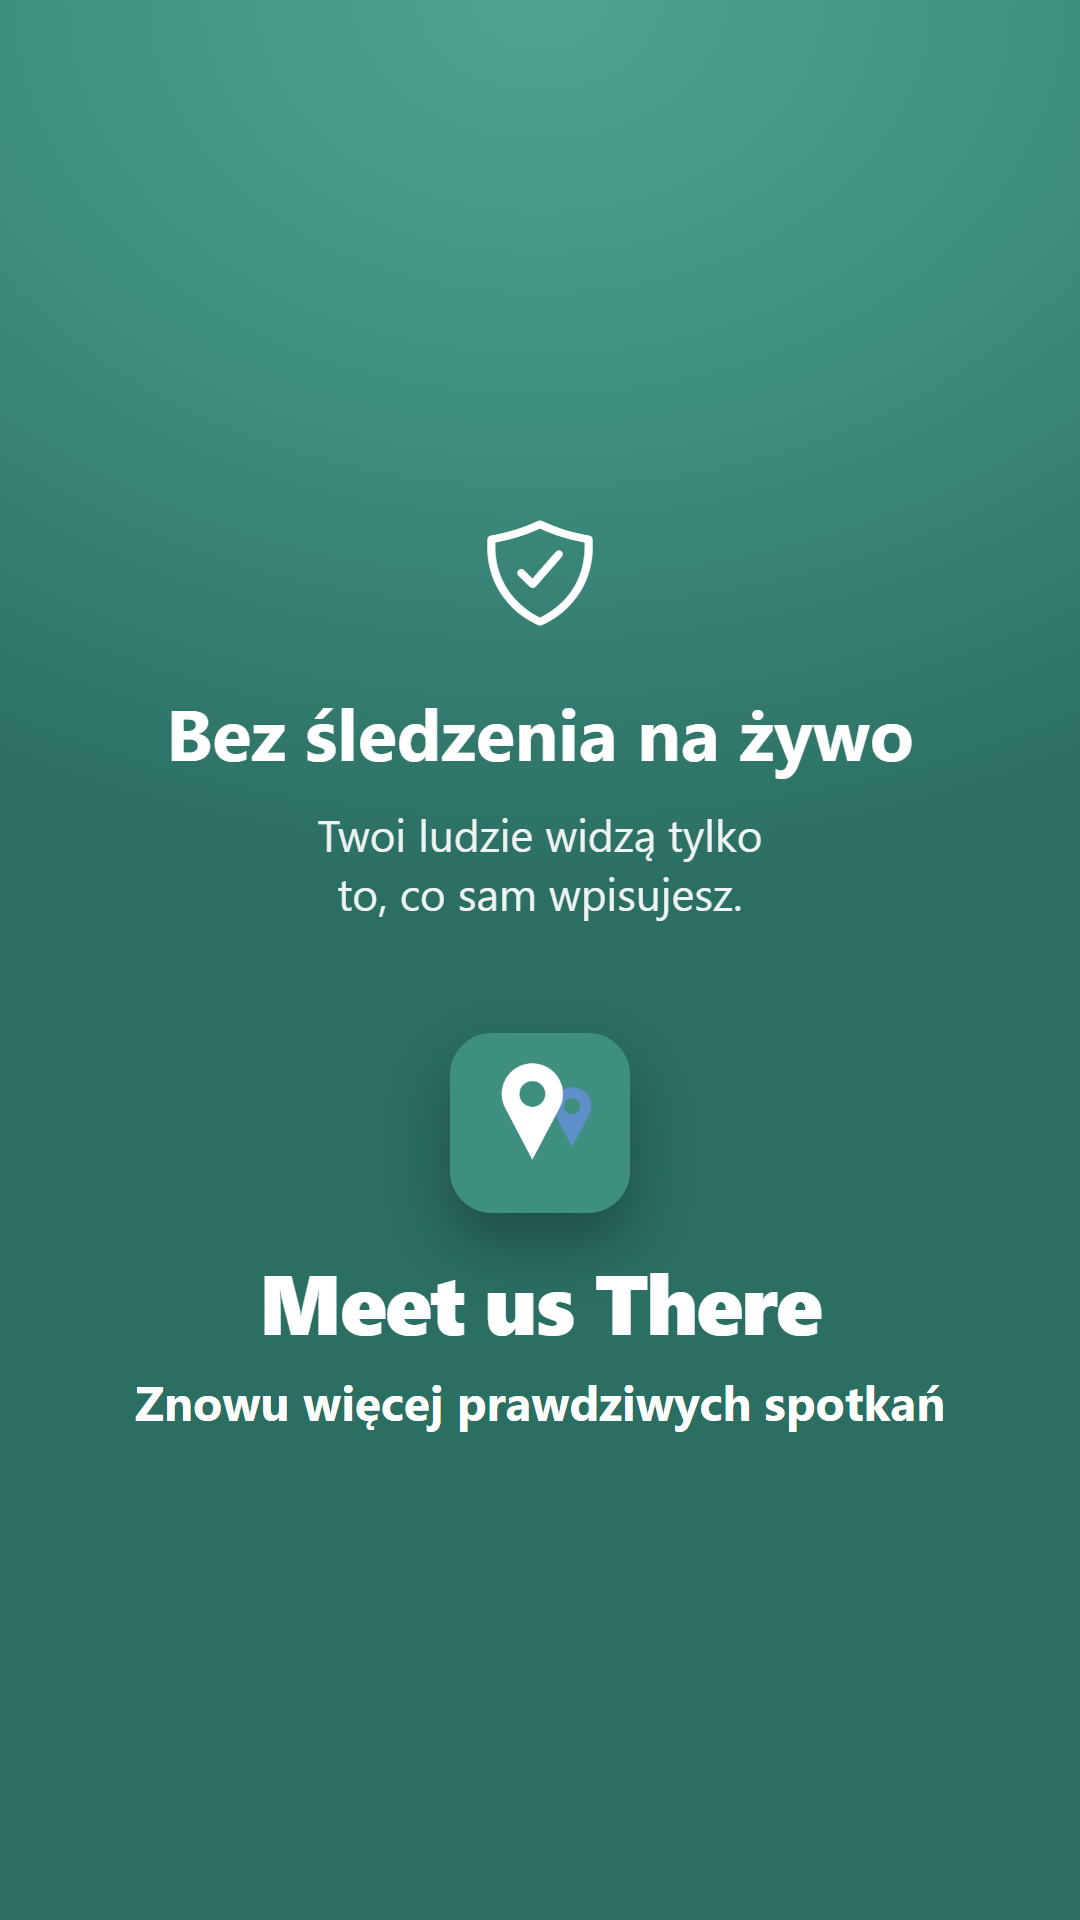 Bez śledzenia na żywo
Twoi ludzie widzą tylko
to, co sam wpisujesz.
Meet us There
Znowu więcej prawdziwych spotkań